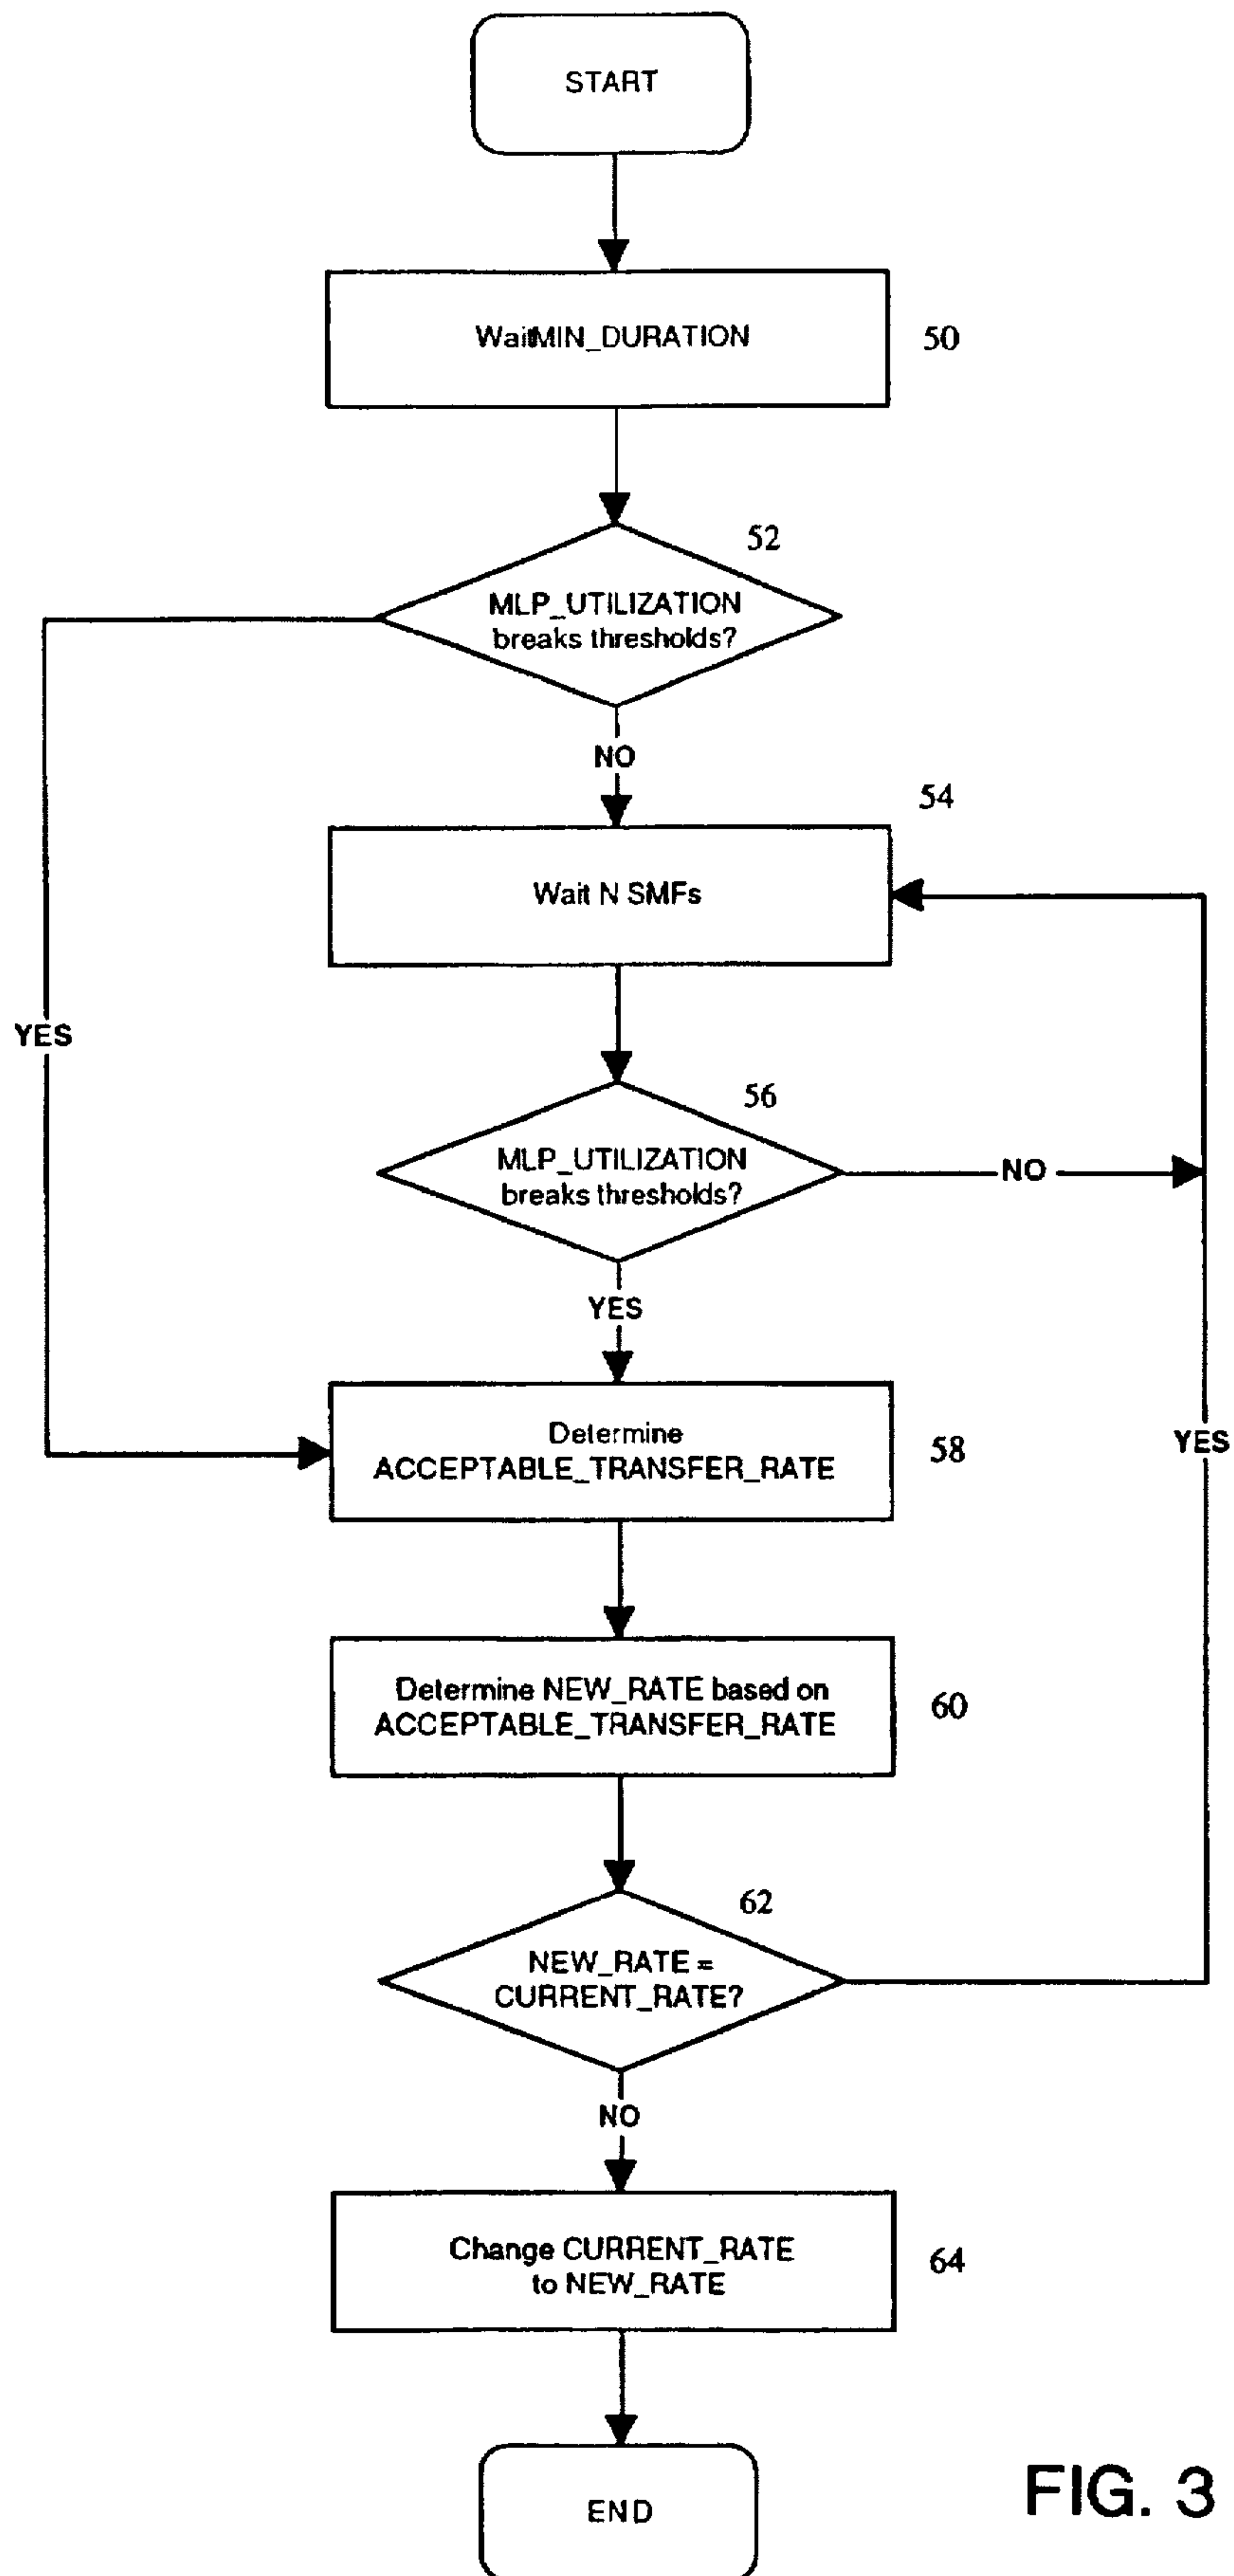 START
WaitMIN_DURATION
50
52
MLP_UTILIZATION
breaks thresholds?
NO
54
Wait N SMFs
YES
56
MLP_UTILIZATION
breaks thresholds?
NO
YES
Determine
ACCEPTABLE_TRANSFER_RATE
58
YES
Determine NEW_RATE based on
ACCEPTABLE_TRANSFER_RATE
60
62
NEW_RATE =
CURRENT_RATE?
NO
Change CURRENT_RATE
to NEW_RATE
64
END
FIG. 3